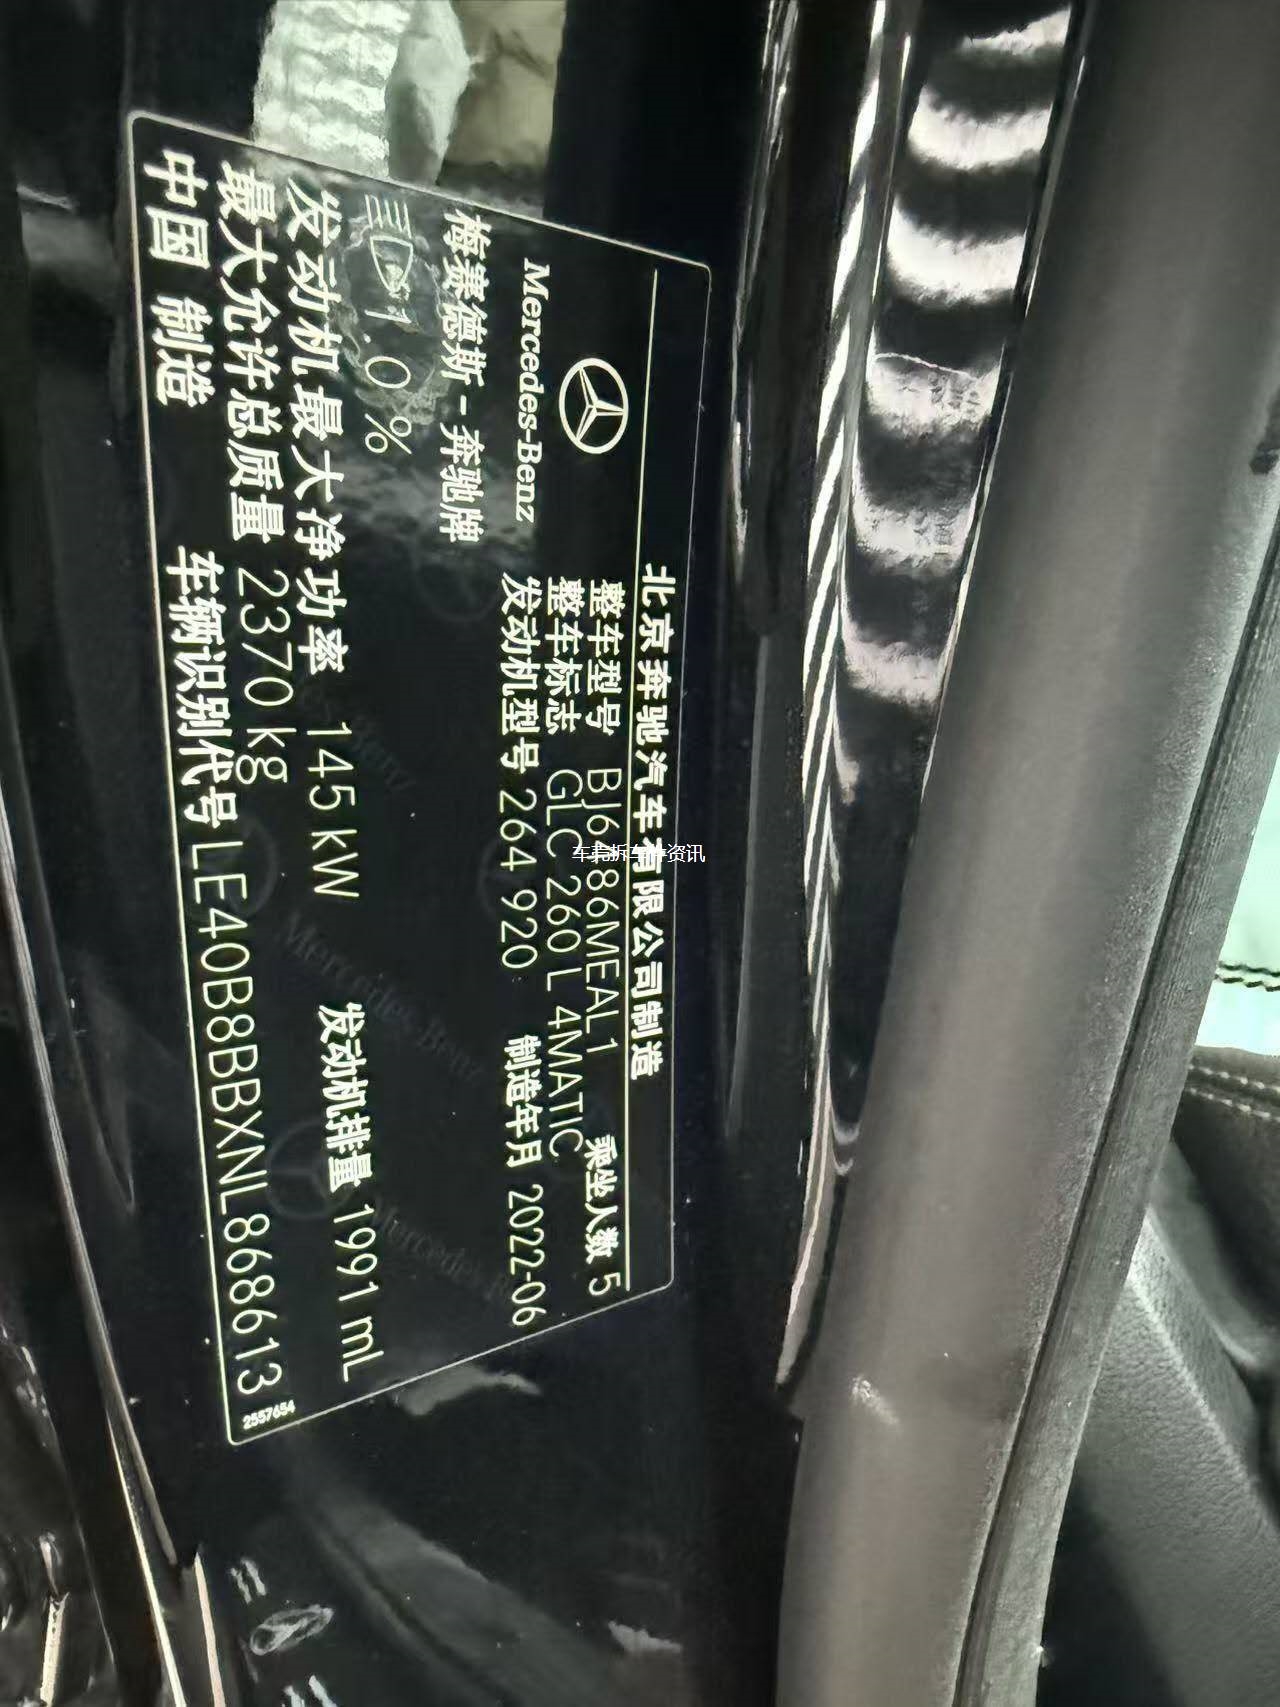 北京奔驰汽车有限公司制造
Mercedes-Benz
梅赛德斯-奔驰牌
整车型号 BJ6486MEAL1 乘坐人数 5
整车标志 GLC 260 L 4MATIC
发动机型号 264 920 制造年月 2022-06
1.0 %
发动机最大净功率 145 kW 发动机排量 1991 mL
最大允许总质量 2370 kg
中国 制造 车辆识别代号 LE40B8BBXNL868613
2557654